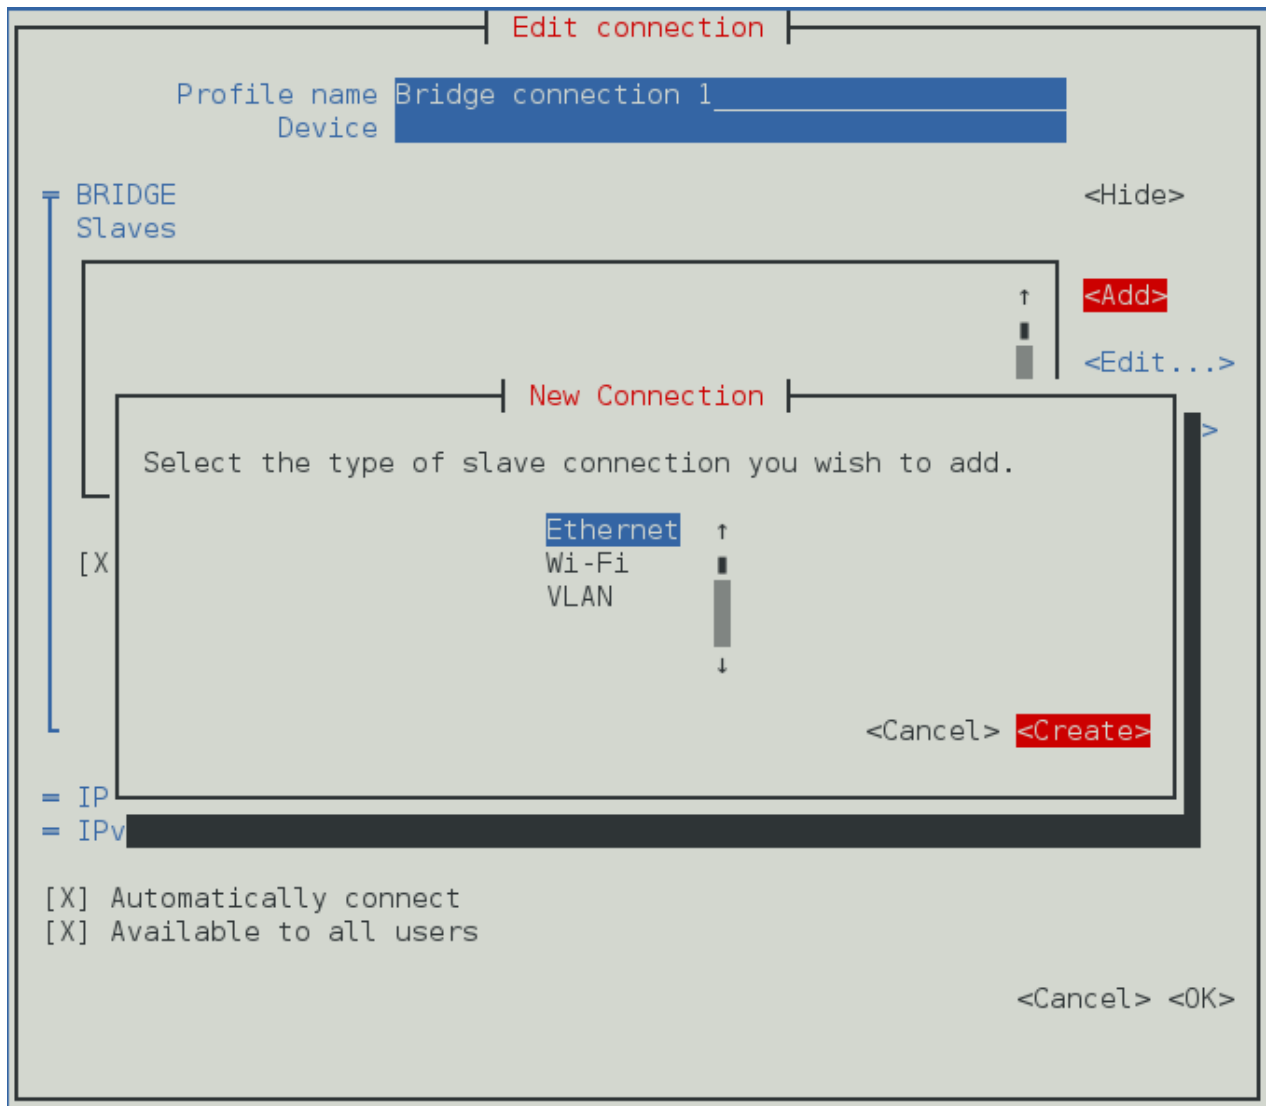 Edit connection
Profile name Bridge connection 1
Device
BRIDGE <Hide>
Slaves
↑ <Add>
<Edit...>
New Connection
>
Select the type of slave connection you wish to add.
Ethernet ↑
[X Wi-Fi
VLAN
↓
<Cancel> <Create>
= IP
= IPv
[X] Automatically connect
[X] Available to all users
<Cancel> <OK>